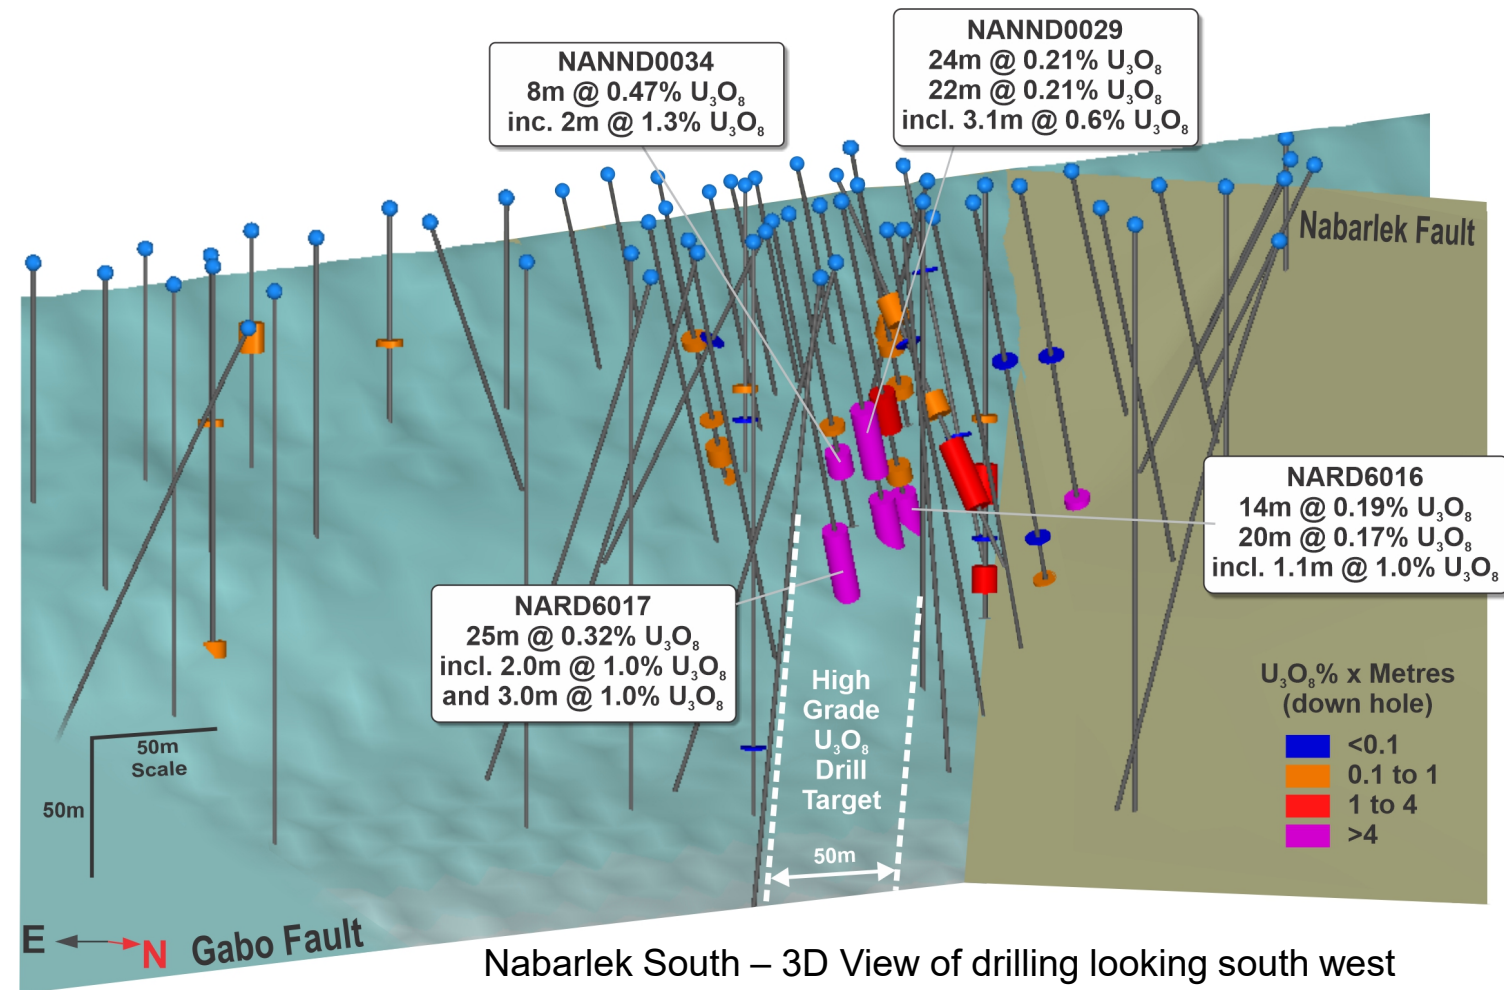 NANND0034
8m @ 0.47% U₃O₈
inc. 2m @ 1.3% U₃O₈
NANND0029
24m @ 0.21% U₃O₈
22m @ 0.21% U₃O₈
incl. 3.1m @ 0.6% U₃O₈
Nabarlek Fault
NARD6016
14m @ 0.19% U₃O₈
20m @ 0.17% U₃O₈
incl. 1.1m @ 1.0% U₃O₈
NARD6017
25m @ 0.32% U₃O₈
incl. 2.0m @ 1.0% U₃O₈
and 3.0m @ 1.0% U₃O₈
High
Grade
U₃O₈
Drill
Target
50m
U₃O₈% x Metres
(down hole)
<0.1
0.1 to 1
1 to 4
>4
50m
Scale
50m
E
N
Gabo Fault
Nabarlek South – 3D View of drilling looking south west